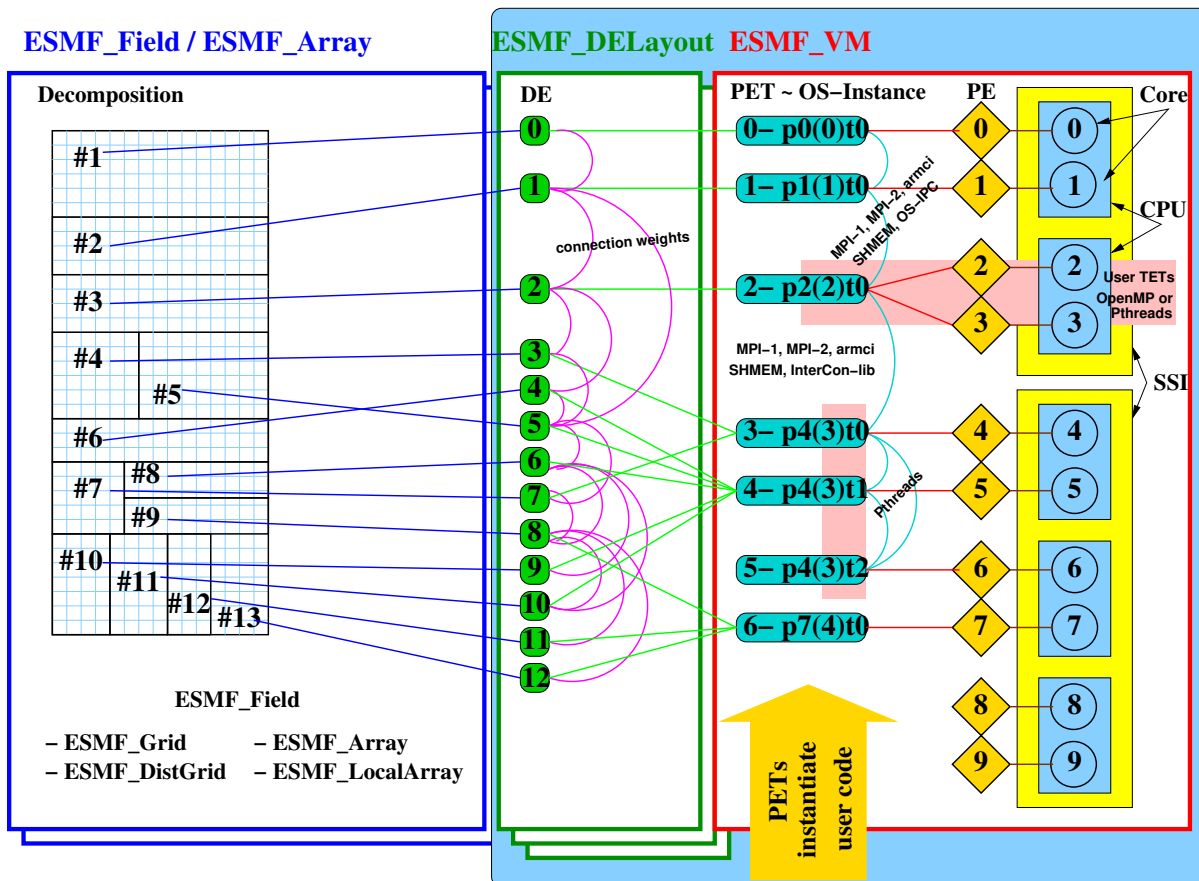 ESMF_Field / ESMF_Array
ESMF_DELayout
ESMF_VM
Decomposition
#1
#2
#3
#4
#5
#6
#7
#8
#9
#10
#11
#12
#13
ESMF_Field
– ESMF_Grid
– ESMF_Array
– ESMF_DistGrid
– ESMF_LocalArray
DE
0
1
2
3
4
5
6
7
8
9
10
11
12
connection weights
PET ~ OS–Instance
0– p0(0)t0
1– p1(1)t0
2– p2(2)t0
3– p4(3)t0
4– p4(3)t1
5– p4(3)t2
6– p7(4)t0
MPI–1, MPI–2, armci
SHMEM, OS–IPC
MPI–1, MPI–2, armci
SHMEM, InterCon–lib
Pthreads
PETs
instantiate
user code
PE
0
1
2
3
4
5
6
7
8
9
0
1
2
3
4
5
6
7
8
9
Core
CPU
User TETs
OpenMP or
Pthreads
SSI